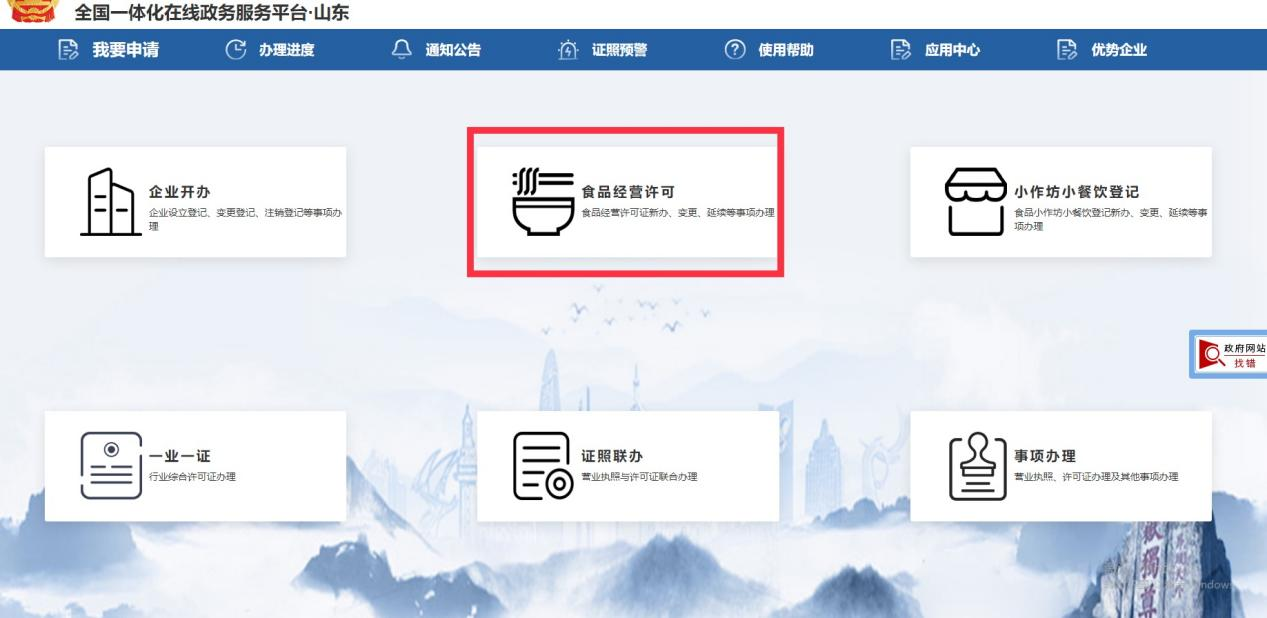 全国一体化在线政务服务平台·山东
我要申请 办理进度 通知公告 证照预警 使用帮助 应用中心 优势企业
企业开办
企业设立登记、变更登记、注销登记等事项办
理
食品经营许可
食品经营许可证新办、变更、延续等事项办理
小作坊小餐饮登记
食品小作坊小餐饮登记新办、变更、延续等事
项办理
政府网站
找错
一业一证
行业综合许可证办理
证照联办
营业执照与许可证联合办理
事项办理
营业执照、许可证办理及其他事项办理
独尊